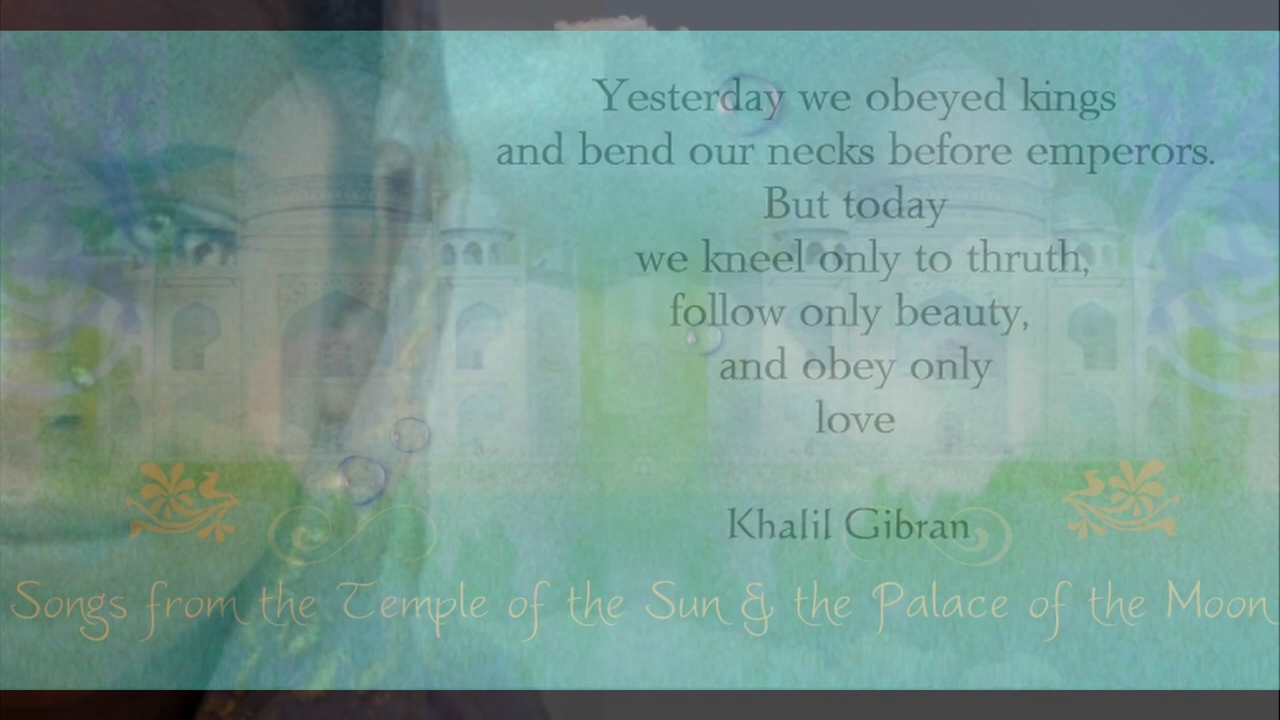 Yesterday we obeyed kings
and bend our necks before emperors.
But today
we kneel only to thruth,
follow only beauty,
and obey only
love
Khalil Gibran
Songs from the Temple of the Sun & the Palace of the Moon